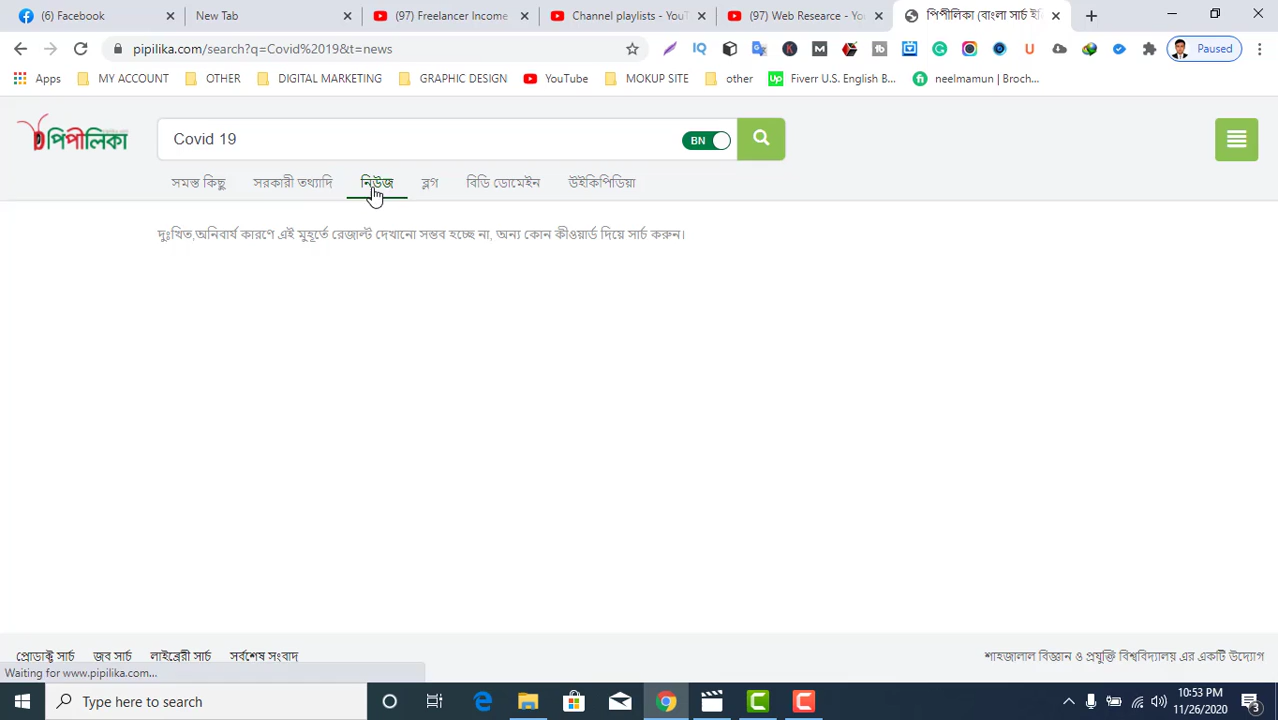 (6) Facebook
New Tab
(97) Freelancer Income
Channel playlists - YouT
(97) Web Researce - Yo
পিপীলিকা (বাংলা সার্চ ইঞ্জি
pipilika.com/search?q=Covid%2019&t=news
Paused
Apps
MY ACCOUNT
OTHER
DIGITAL MARKETING
GRAPHIC DESIGN
YouTube
MOKUP SITE
other
Fiverr U.S. English B...
neelmamun | Broch...
পিপীলিকা
Covid 19
BN
সমস্ত কিছু
সরকারী তথ্যাদি
নিউজ
ব্লগ
বিডি ডোমেইন
উইকিপিডিয়া
দুঃখিত,অনিবার্য কারণে এই মুহূর্তে রেজাল্ট দেখানো সম্ভব হচ্ছে না, অন্য কোন কীওয়ার্ড দিয়ে সার্চ করুন।
প্রোডাক্ট সার্চ
জব সার্চ
লাইব্রেরী সার্চ
সর্বশেষ সংবাদ
শাহজালাল বিজ্ঞান ও প্রযুক্তি বিশ্ববিদ্যালয় এর একটি উদ্যোগ
Waiting for www.pipilika.com...
Type here to search
10:53 PM
11/26/2020
3